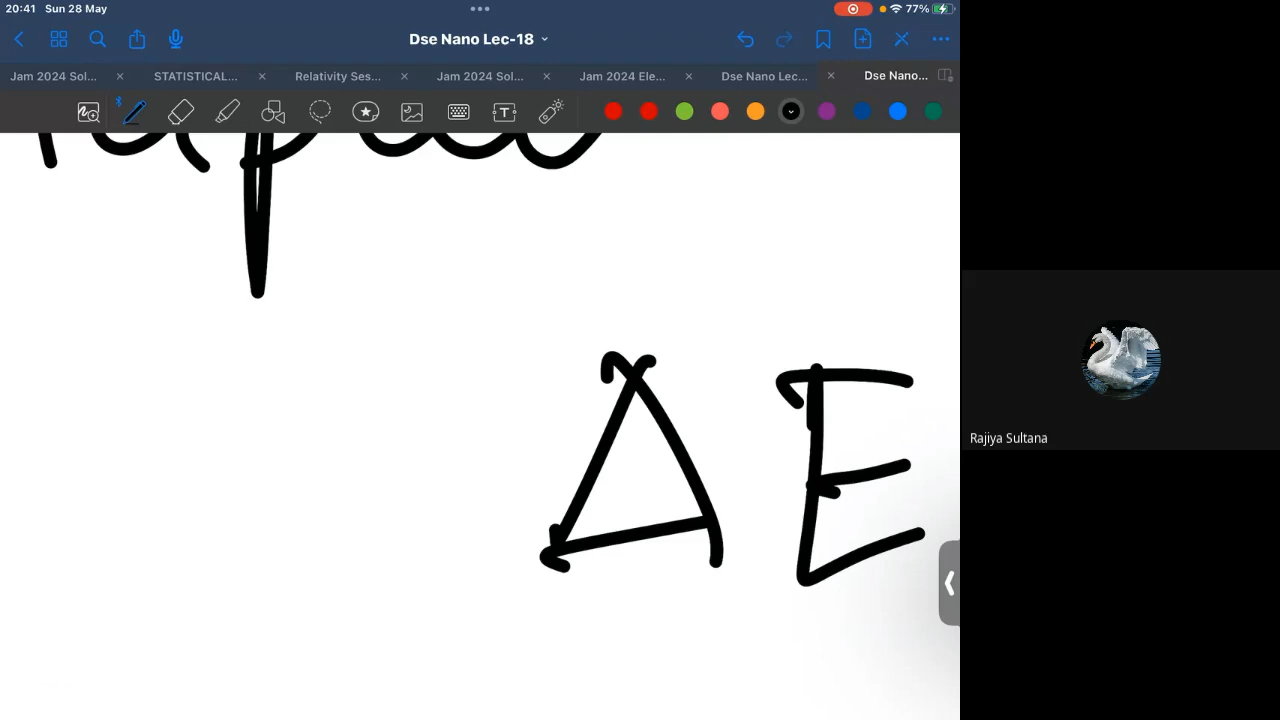 20:41 Sun 28 May
77%
Dse Nano Lec-18
Jam 2024 Sol...
STATISTICAL...
Relativity Ses...
Jam 2024 Sol...
Jam 2024 Ele...
Dse Nano Lec...
Dse Nano...
Δ E
Rajiya Sultana